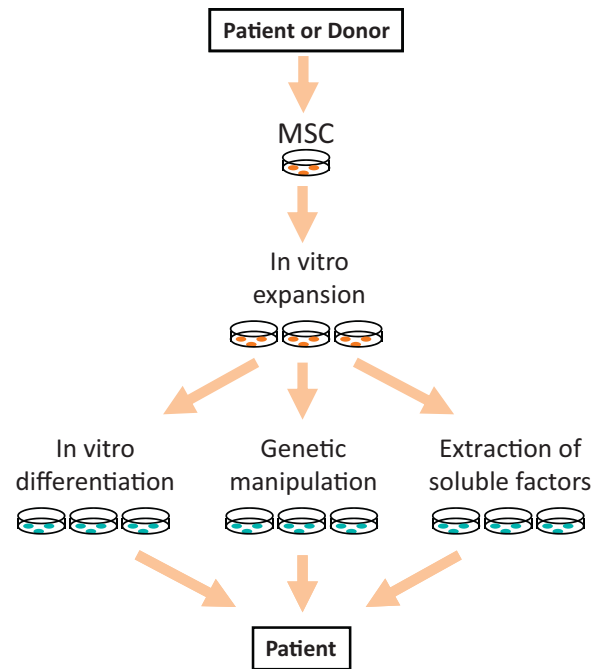 Patient or Donor
MSC
In vitro
expansion
In vitro
differentiation
Genetic
manipulation
Extraction of
soluble factors
Patient